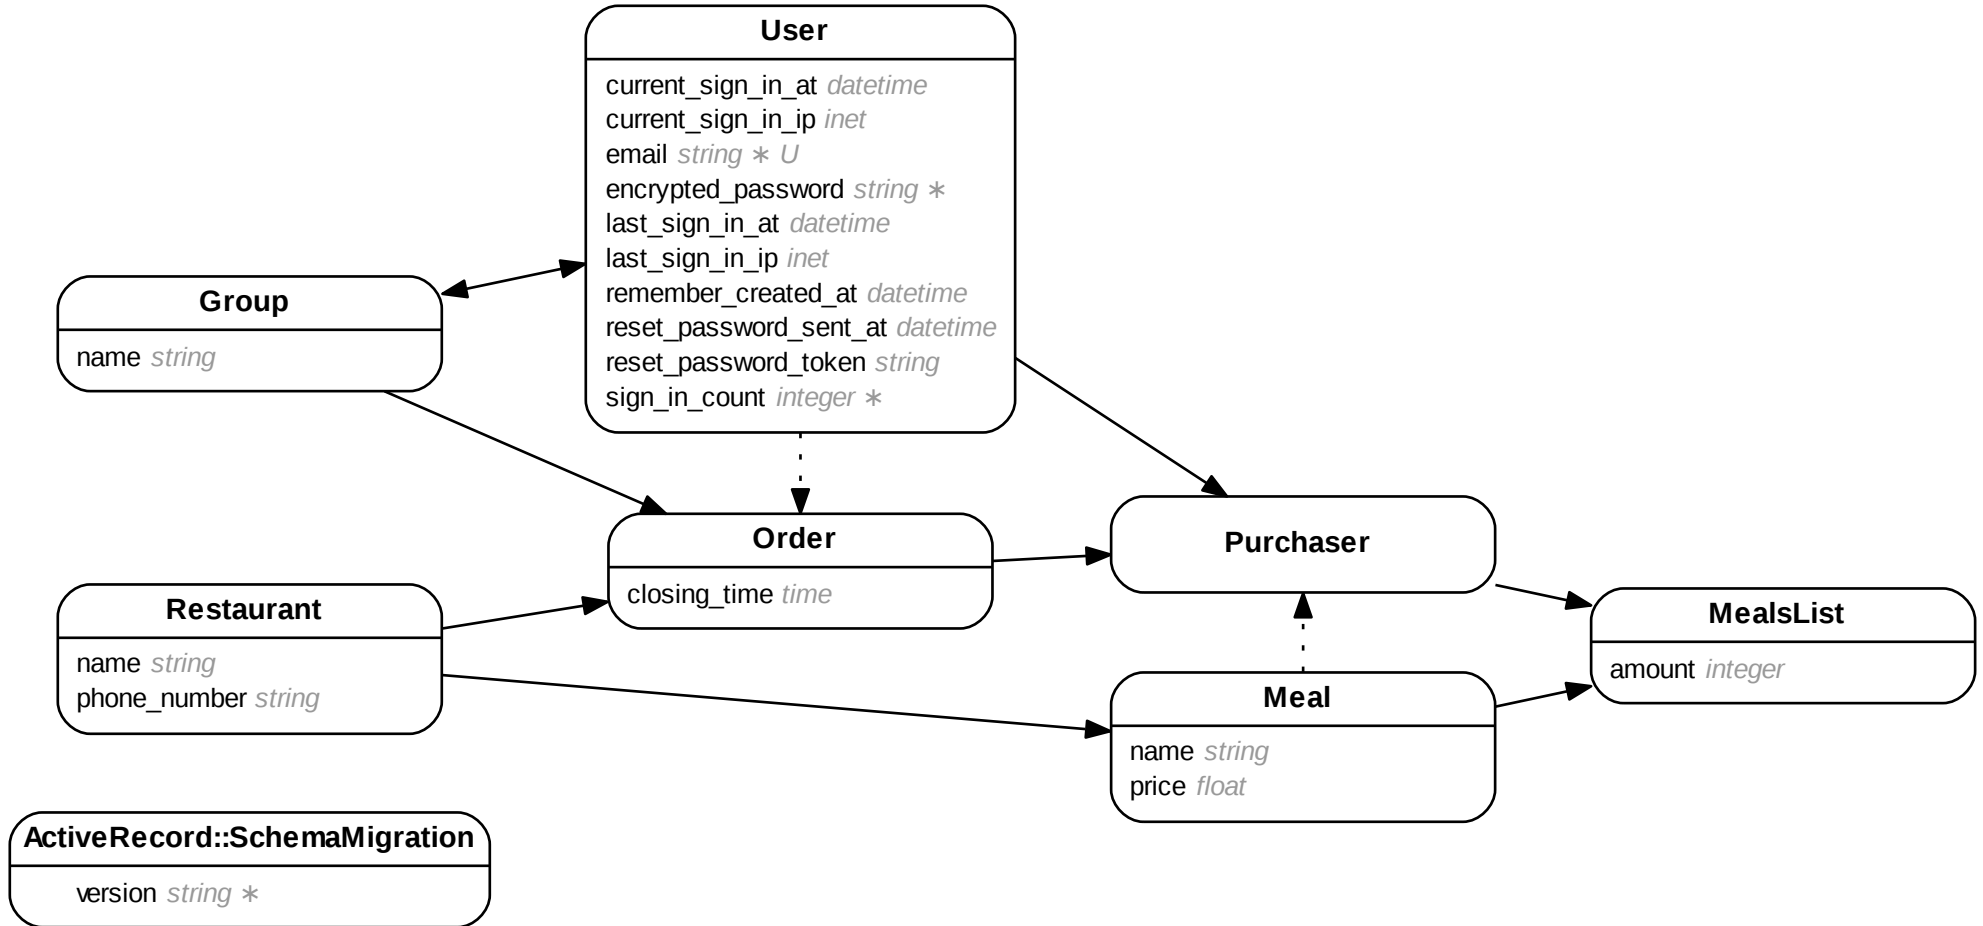 User
current_sign_in_at datetime
current_sign_in_ip inet
email string ∗ U
encrypted_password string ∗
last_sign_in_at datetime
last_sign_in_ip inet
remember_created_at datetime
reset_password_sent_at datetime
reset_password_token string
sign_in_count integer ∗
Group
name string
Order
closing_time time
Purchaser
Restaurant
name string
phone_number string
MealsList
amount integer
Meal
name string
price float
ActiveRecord::SchemaMigration
version string ∗